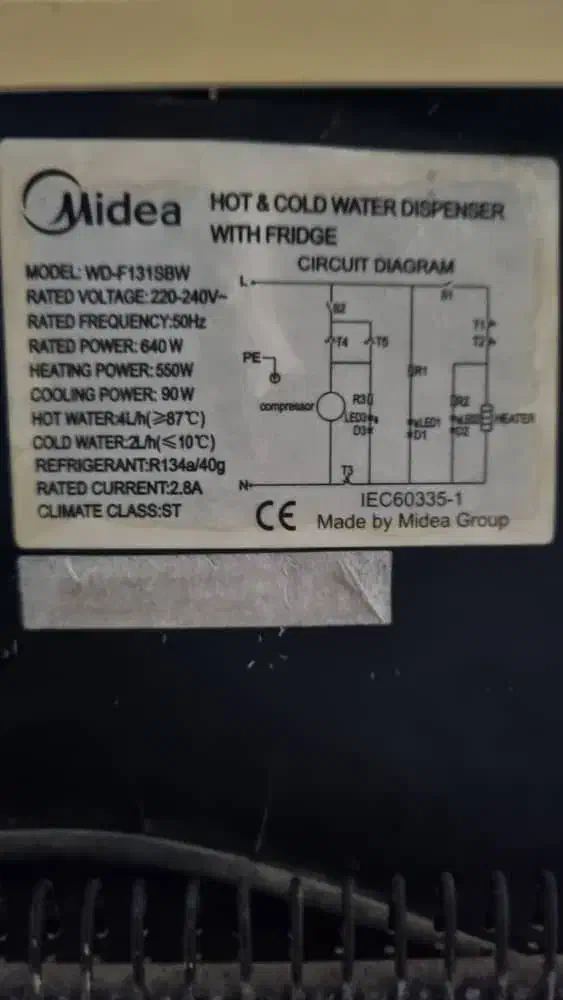 Midea
HOT & COLD WATER DISPENSER
WITH FRIDGE
MODEL: WD-F131SBW
RATED VOLTAGE: 220-240V~
RATED FREQUENCY:50Hz
RATED POWER: 640 W
HEATING POWER: 550W
COOLING POWER: 90W
HOT WATER:4L/h(≥87℃)
COLD WATER:2L/h(≤10℃)
REFRIGERANT:R134a/40g
RATED CURRENT:2.8A
CLIMATE CLASS:ST
CIRCUIT DIAGRAM
L
S1
S2
T1
T2
T4
T5
PE
R1
compressor
R3
R2
LED1
HEATER
D3
D1
D2
T3
N
IEC60335-1
CE
Made by Midea Group